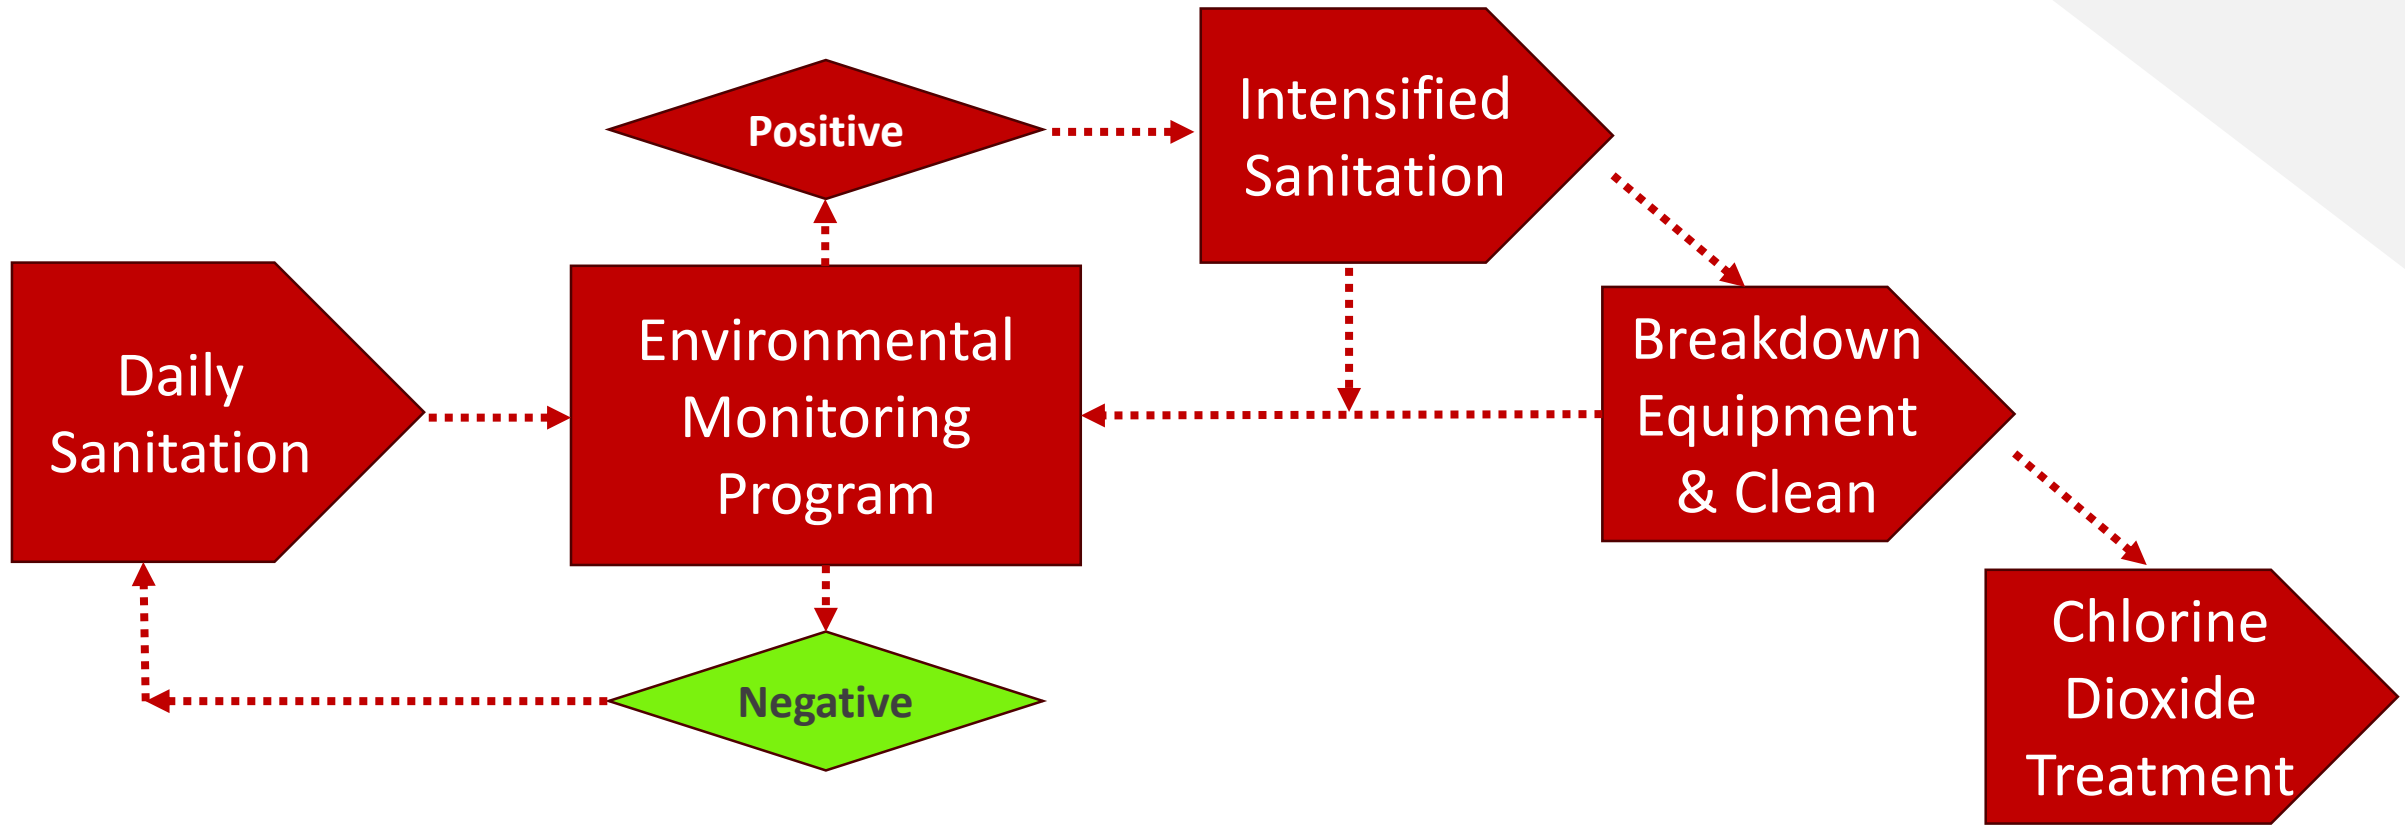 Positive
Intensified
Sanitation
Daily
Sanitation
Environmental
Monitoring
Program
Breakdown
Equipment
& Clean
Negative
Chlorine
Dioxide
Treatment